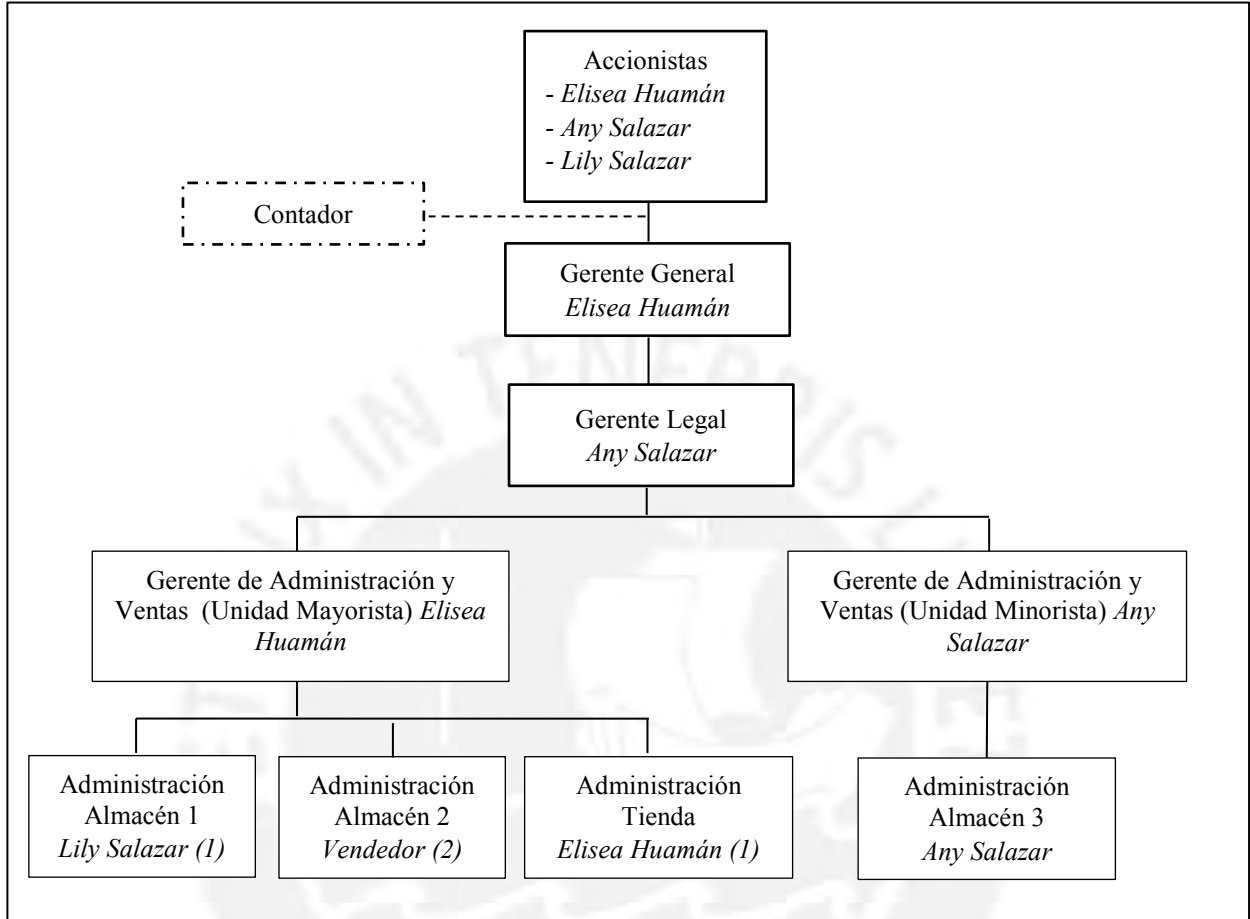 Accionistas
- Elisea Huamán
- Any Salazar
- Lily Salazar
Contador
Gerente General
Elisea Huamán
Gerente Legal
Any Salazar
Gerente de Administración y
Ventas (Unidad Mayorista) Elisea
Huamán
Gerente de Administración y
Ventas (Unidad Minorista) Any
Salazar
Administración
Almacén 1
Lily Salazar (1)
Administración
Almacén 2
Vendedor (2)
Administración
Tienda
Elisea Huamán (1)
Administración
Almacén 3
Any Salazar